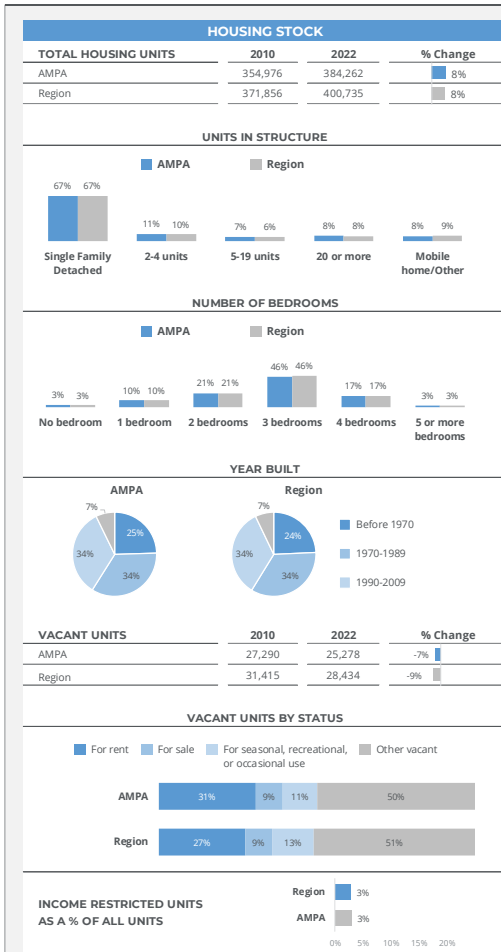 HOUSING STOCK
TOTAL HOUSING UNITS 2010 2022 % Change
AMPA 354,976 384,262 8%
Region 371,856 400,735 8%
UNITS IN STRUCTURE
AMPA Region
67% 67% 11% 10% 7% 6% 8% 8% 8% 9%
Single Family Detached 2-4 units 5-19 units 20 or more Mobile home/Other
NUMBER OF BEDROOMS
AMPA Region
3% 3% 10% 10% 21% 21% 46% 46% 17% 17% 3% 3%
No bedroom 1 bedroom 2 bedrooms 3 bedrooms 4 bedrooms 5 or more bedrooms
YEAR BUILT
AMPA
7%
25%
34%
34%
Region
7%
24%
34%
34%
Before 1970
1970-1989
1990-2009
VACANT UNITS 2010 2022 % Change
AMPA 27,290 25,278 -7%
Region 31,415 28,434 -9%
VACANT UNITS BY STATUS
For rent For sale For seasonal, recreational, or occasional use Other vacant
AMPA 31% 9% 11% 50%
Region 27% 9% 13% 51%
INCOME RESTRICTED UNITS
AS A % OF ALL UNITS
Region 3%
AMPA 3%
0% 5% 10% 15% 20%